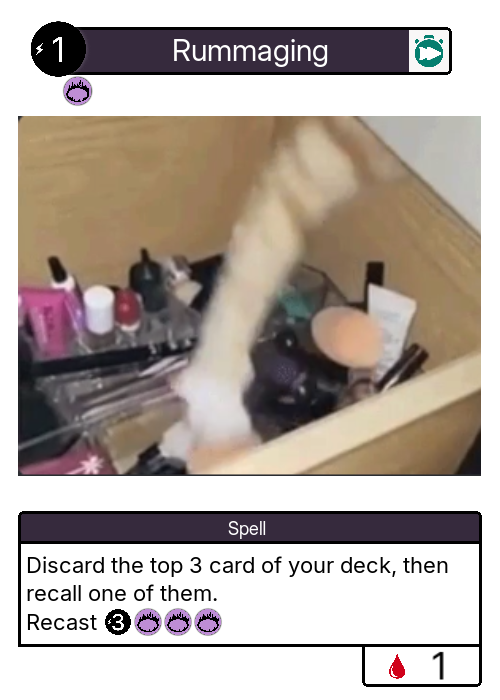 1
Rummaging
Spell
Discard the top 3 card of your deck, then
recall one of them.
Recast 3
1